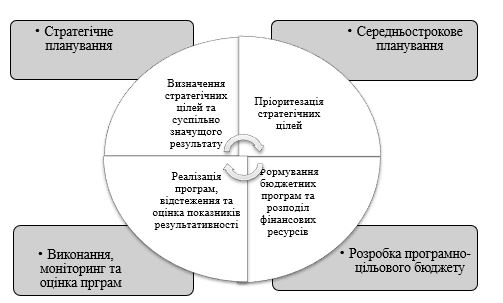 • Стратегічне
планування
• Середньострокове
планування
Визначення
стратегічних
цілей та
суспільно
значущого
результату
Пріоритезація
стратегічних
цілей
Реалізація
програм,
відстеження та
оцінка показників
результативності
Формування
бюджетних
програм та
розподіл
фінансових
ресурсів
• Виконання,
моніторинг та
оцінка прграм
• Розробка програмно-
цільового бюджету